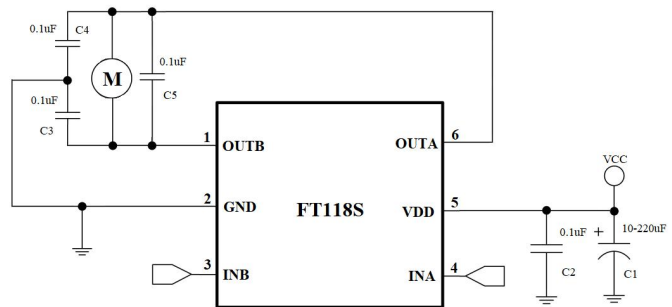 0.1uF
C4
M
0.1uF
C5
0.1uF
C3
1
OUTB
OUTA
6
VCC
2
GND
FT118S
VDD
5
0.1uF
+
10-220uF
C2
C1
3
INB
INA
4